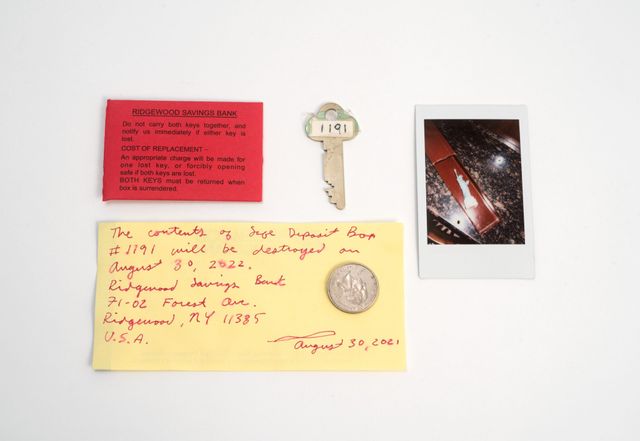 RIDGEWOOD SAVINGS BANK
Do not carry both keys together, and
notify us immediately if either key is
lost.
COST OF REPLACEMENT –
An appropriate charge will be made for
one lost key, or forcibly opening
safe if both keys are lost.
BOTH KEYS must be returned when
box is surrendered.
1191
The contents of Safe Deposit Box
#1191 will be destroyed on
August 30, 2022.
Ridgewood Savings Bank
71-02 Forest Ave.
Ridgewood, NY 11385
U.S.A.
August 30, 2021